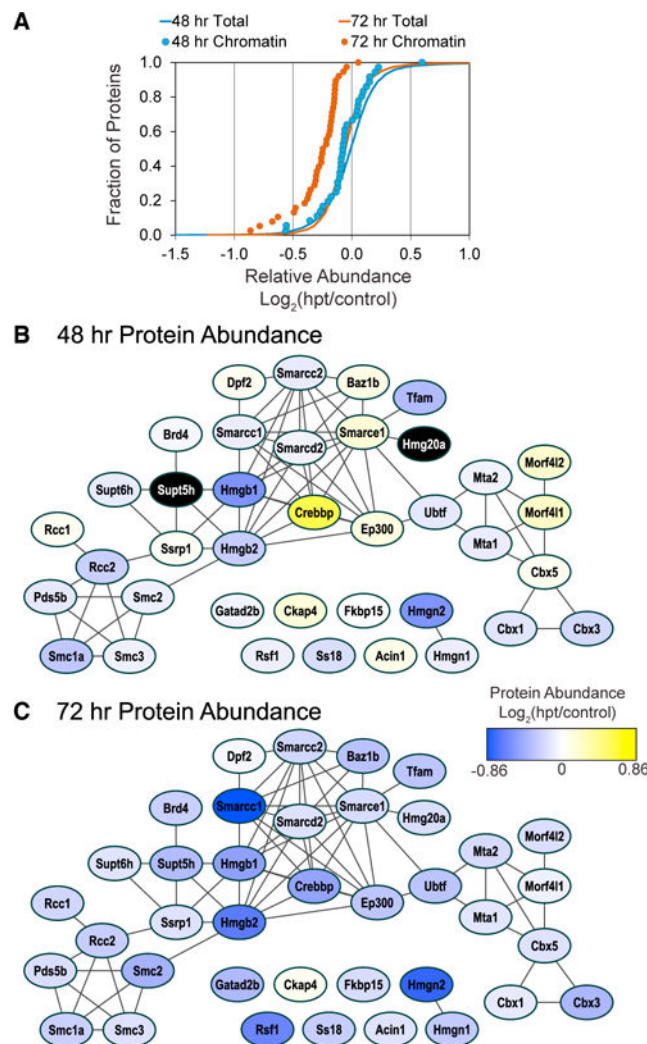 A
48 hr Total 72 hr Total
48 hr Chromatin 72 hr Chromatin
Fraction of Proteins
1.0
0.8
0.6
0.4
0.2
0.0
-1.5 -1.0 -0.5 0.0 0.5 1.0
Relative Abundance
Log2(hpt/control)
B 48 hr Protein Abundance
Smarcc2
Dpf2 Baz1b
Tfam
Brd4 Smarcc1 Smarcd2 Smarce1 Hmg20a
Morf4l2
Supt6h Supt5h Hmgb1 Mta2
Crebbp Ubtf Morf4l1
Rcc1 Ssrp1 Hmgb2 Ep300 Mta1
Rcc2 Cbx5
Pds5b Smc2
Gatad2b Ckap4 Fkbp15 Hmgn2
Cbx1 Cbx3
Smc1a Smc3 Rsf1 Ss18 Acin1 Hmgn1
Protein Abundance
Log2(hpt/control)
-0.86 0 0.86
C 72 hr Protein Abundance
Smarcc2
Dpf2 Baz1b
Tfam
Brd4 Smarcc1 Smarcd2 Smarce1 Hmg20a
Morf4l2
Supt6h Supt5h Hmgb1 Mta2
Crebbp Ubtf Morf4l1
Rcc1 Ssrp1 Hmgb2 Ep300 Mta1
Rcc2 Cbx5
Pds5b Smc2
Gatad2b Ckap4 Fkbp15 Hmgn2
Cbx1 Cbx3
Smc1a Smc3 Rsf1 Ss18 Acin1 Hmgn1